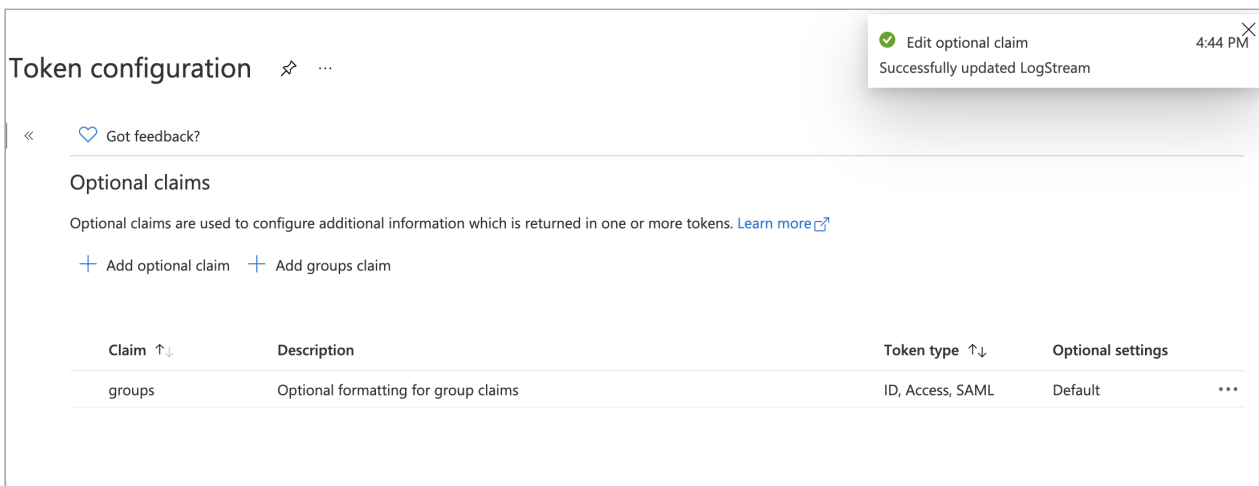 Token configuration
Edit optional claim 4:44 PM
Successfully updated LogStream
Got feedback?
Optional claims
Optional claims are used to configure additional information which is returned in one or more tokens. Learn more
Add optional claim Add groups claim
Claim Description Token type Optional settings
groups Optional formatting for group claims ID, Access, SAML Default